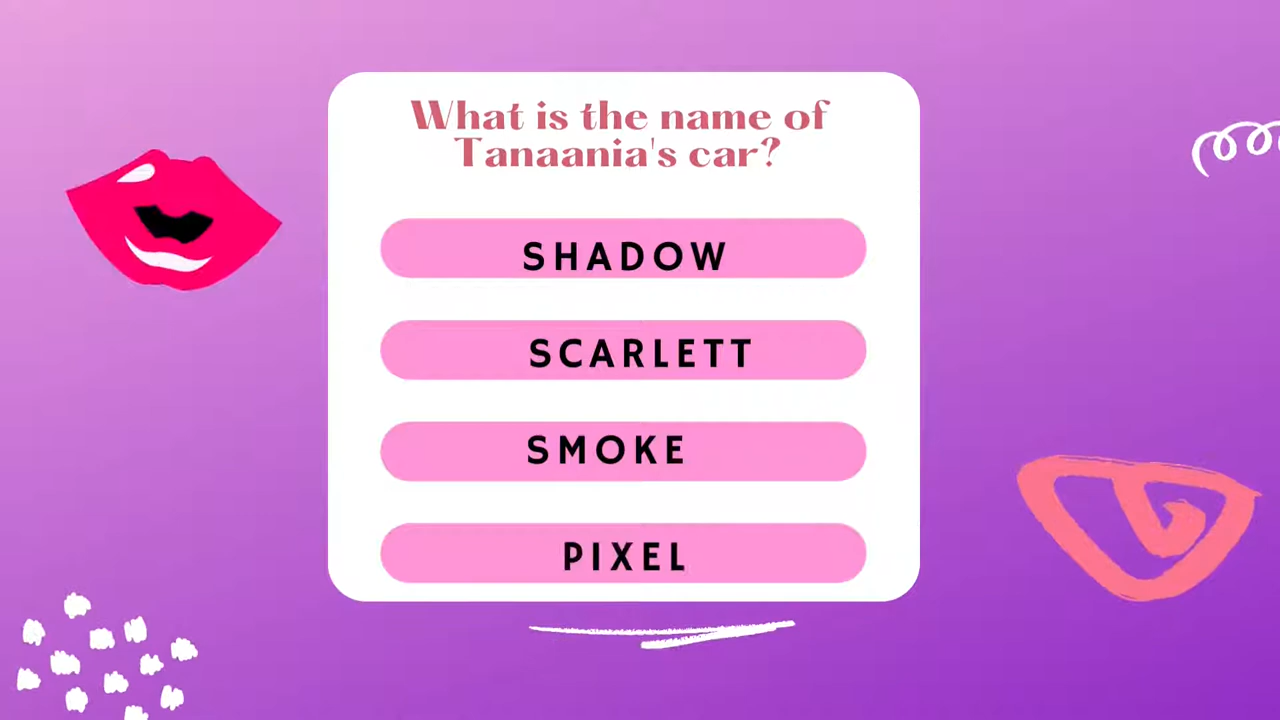 What is the name of
Tanaania's car?
SHADOW
SCARLETT
SMOKE
PIXEL